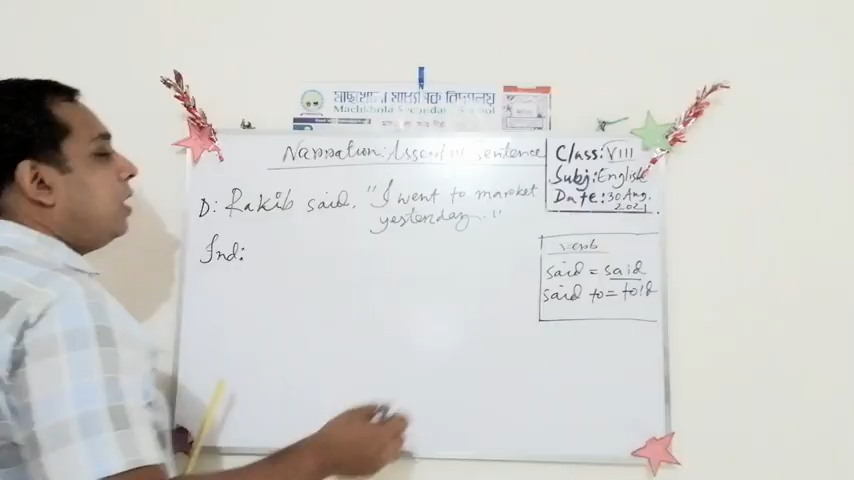 মাছখোলা মাধ্যমিক বিদ্যালয়
Machkhola Secondary School
Narration: Assertive Sentence
Class: VIII
Subj: English
Date: 30 Aug.
2021.
D: Rakib said, "I went to market
yesterday."
Ind:
verb
said = said
said to = told